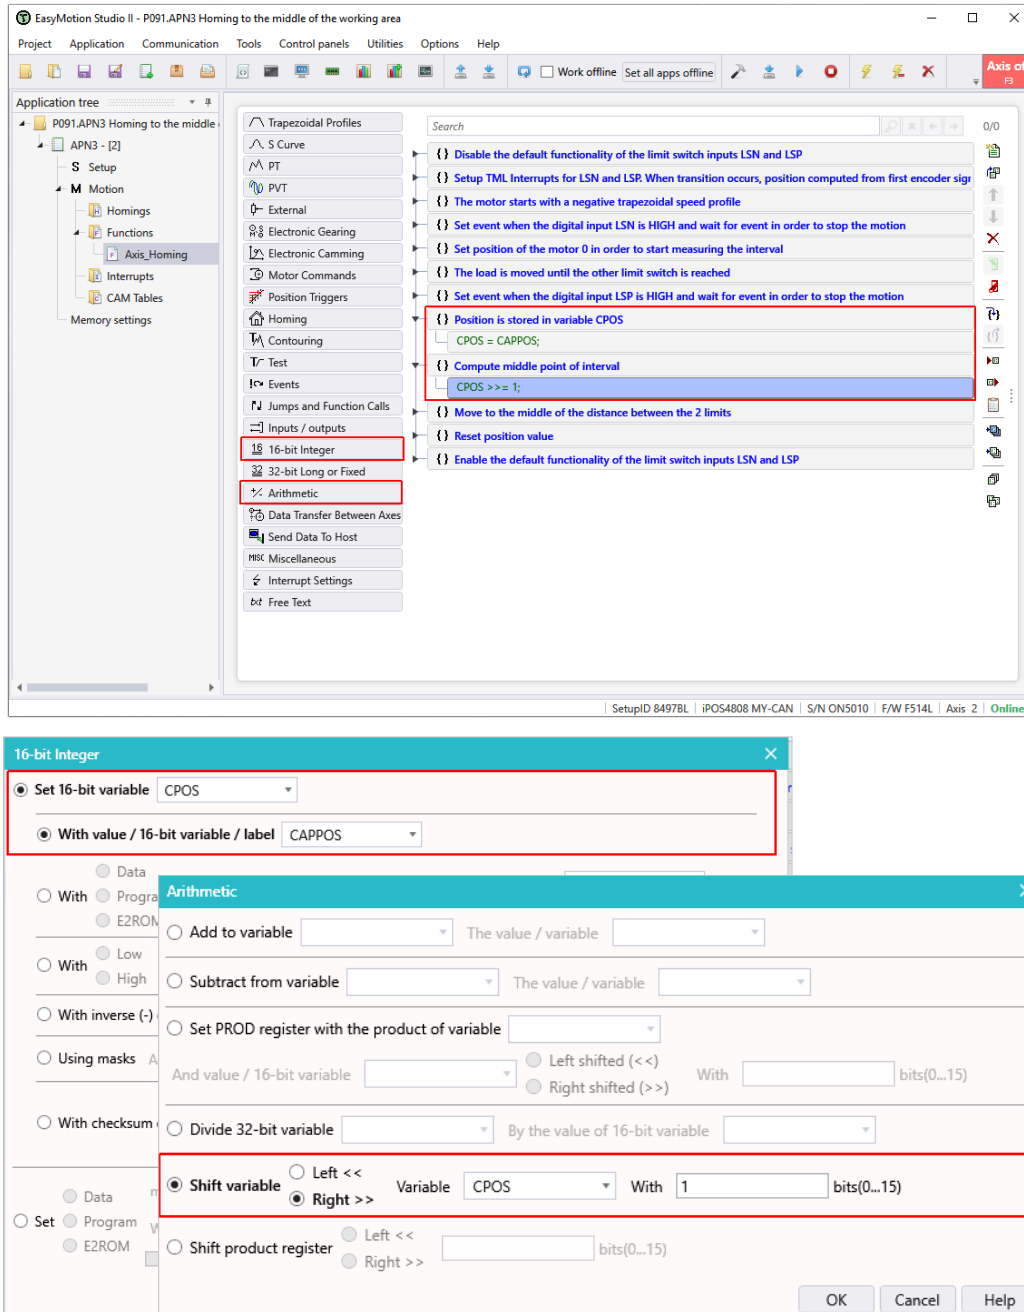 EasyMotion Studio II - P091.APN3 Homing to the middle of the working area
Project Application Communication Tools Control panels Utilities Options Help
Work offline Set all apps offline
Axis of
F3
Application tree
P091.APN3 Homing to the middle
APN3 - [2]
S Setup
M Motion
Homings
Functions
Axis_Homing
Interrupts
CAM Tables
Memory settings
Trapezoidal Profiles
S Curve
PT
PVT
External
Electronic Gearing
Electronic Camming
Motor Commands
Position Triggers
Homing
Contouring
Test
Events
Jumps and Function Calls
Inputs / outputs
16 16-bit Integer
32 32-bit Long or Fixed
Arithmetic
Data Transfer Between Axes
Send Data To Host
MISC Miscellaneous
Interrupt Settings
txt Free Text
Search 0/0
{} Disable the default functionality of the limit switch inputs LSN and LSP
{} Setup TML Interrupts for LSN and LSP. When transition occurs, position computed from first encoder sigr
{} The motor starts with a negative trapezoidal speed profile
{} Set event when the digital input LSN is HIGH and wait for event in order to stop the motion
{} Set position of the motor 0 in order to start measuring the interval
{} The load is moved until the other limit switch is reached
{} Set event when the digital input LSP is HIGH and wait for event in order to stop the motion
{} Position is stored in variable CPOS
CPOS = CAPPOS;
{} Compute middle point of interval
CPOS >>= 1;
{} Move to the middle of the distance between the 2 limits
{} Reset position value
{} Enable the default functionality of the limit switch inputs LSN and LSP
SetupID 8497BL iPOS4808 MY-CAN S/N ON5010 F/W F514L Axis 2 Online
16-bit Integer
Set 16-bit variable CPOS
With value / 16-bit variable / label CAPPOS
Data
With Progra
E2ROM
Low
With
High
With inverse (-)
Using masks A
With checksum
Data
Set Program W
E2ROM
Arithmetic
Add to variable The value / variable
Subtract from variable The value / variable
Set PROD register with the product of variable
And value / 16-bit variable Left shifted (<<) Right shifted (>>) With bits(0...15)
Divide 32-bit variable By the value of 16-bit variable
Left <<
Shift variable Variable CPOS With 1 bits(0...15)
Right >>
Left <<
Shift product register bits(0...15)
Right >>
OK Cancel Help